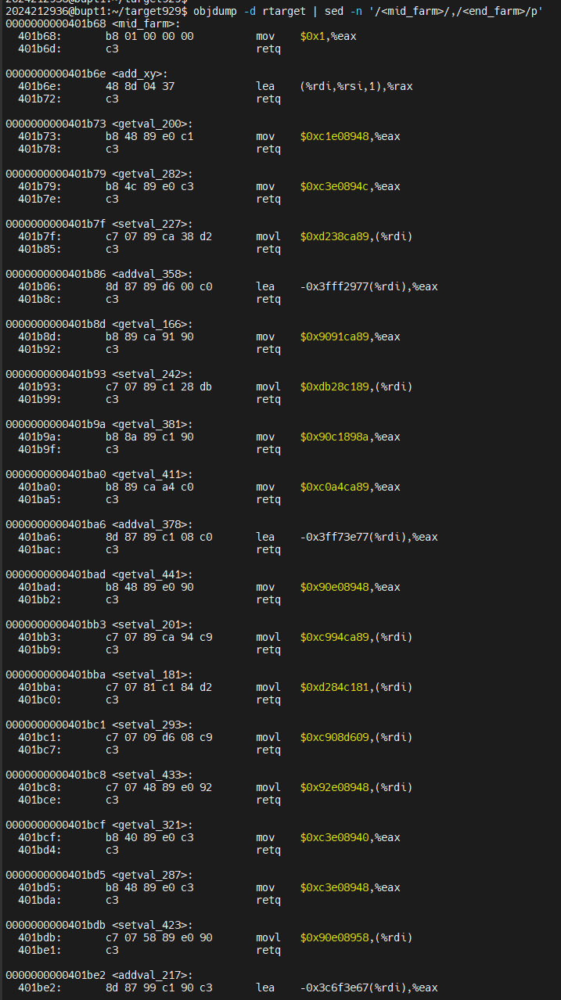 2024212936@bupt1:~/target929$
2024212936@bupt1:~/target929$ objdump -d rtarget | sed -n '/<mid_farm>/,/<end_farm>/p'
0000000000401b68 <mid_farm>:
  401b68:	b8 01 00 00 00	mov    $0x1,%eax
  401b6d:	c3	retq

0000000000401b6e <add_xy>:
  401b6e:	48 8d 04 37	lea    (%rdi,%rsi,1),%rax
  401b72:	c3	retq

0000000000401b73 <getval_200>:
  401b73:	b8 48 89 e0 c1	mov    $0xc1e08948,%eax
  401b78:	c3	retq

0000000000401b79 <getval_282>:
  401b79:	b8 4c 89 e0 c3	mov    $0xc3e0894c,%eax
  401b7e:	c3	retq

0000000000401b7f <setval_227>:
  401b7f:	c7 07 89 ca 38 d2	movl   $0xd238ca89,(%rdi)
  401b85:	c3	retq

0000000000401b86 <addval_358>:
  401b86:	8d 87 89 d6 00 c0	lea    -0x3fff2977(%rdi),%eax
  401b8c:	c3	retq

0000000000401b8d <getval_166>:
  401b8d:	b8 89 ca 91 90	mov    $0x9091ca89,%eax
  401b92:	c3	retq

0000000000401b93 <setval_242>:
  401b93:	c7 07 89 c1 28 db	movl   $0xdb28c189,(%rdi)
  401b99:	c3	retq

0000000000401b9a <getval_381>:
  401b9a:	b8 8a 89 c1 90	mov    $0x90c1898a,%eax
  401b9f:	c3	retq

0000000000401ba0 <getval_411>:
  401ba0:	b8 89 ca a4 c0	mov    $0xc0a4ca89,%eax
  401ba5:	c3	retq

0000000000401ba6 <addval_378>:
  401ba6:	8d 87 89 c1 08 c0	lea    -0x3ff73e77(%rdi),%eax
  401bac:	c3	retq

0000000000401bad <getval_441>:
  401bad:	b8 48 89 e0 90	mov    $0x90e08948,%eax
  401bb2:	c3	retq

0000000000401bb3 <setval_201>:
  401bb3:	c7 07 89 ca 94 c9	movl   $0xc994ca89,(%rdi)
  401bb9:	c3	retq

0000000000401bba <setval_181>:
  401bba:	c7 07 81 c1 84 d2	movl   $0xd284c181,(%rdi)
  401bc0:	c3	retq

0000000000401bc1 <setval_293>:
  401bc1:	c7 07 09 d6 08 c9	movl   $0xc908d609,(%rdi)
  401bc7:	c3	retq

0000000000401bc8 <setval_433>:
  401bc8:	c7 07 48 89 e0 92	movl   $0x92e08948,(%rdi)
  401bce:	c3	retq

0000000000401bcf <getval_321>:
  401bcf:	b8 40 89 e0 c3	mov    $0xc3e08940,%eax
  401bd4:	c3	retq

0000000000401bd5 <getval_287>:
  401bd5:	b8 48 89 e0 c3	mov    $0xc3e08948,%eax
  401bda:	c3	retq

0000000000401bdb <setval_423>:
  401bdb:	c7 07 58 89 e0 90	movl   $0x90e08958,(%rdi)
  401be1:	c3	retq

0000000000401be2 <addval_217>:
  401be2:	8d 87 99 c1 90 c3	lea    -0x3c6f3e67(%rdi),%eax